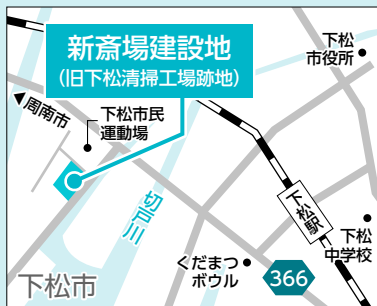 新斎場建設地
(旧下松清掃工場跡地)
下松
市役所
◀周南市
下松市民
運動場
切戸川
下松駅
下松
中学校
くだまつ
ボウル
366
下松市